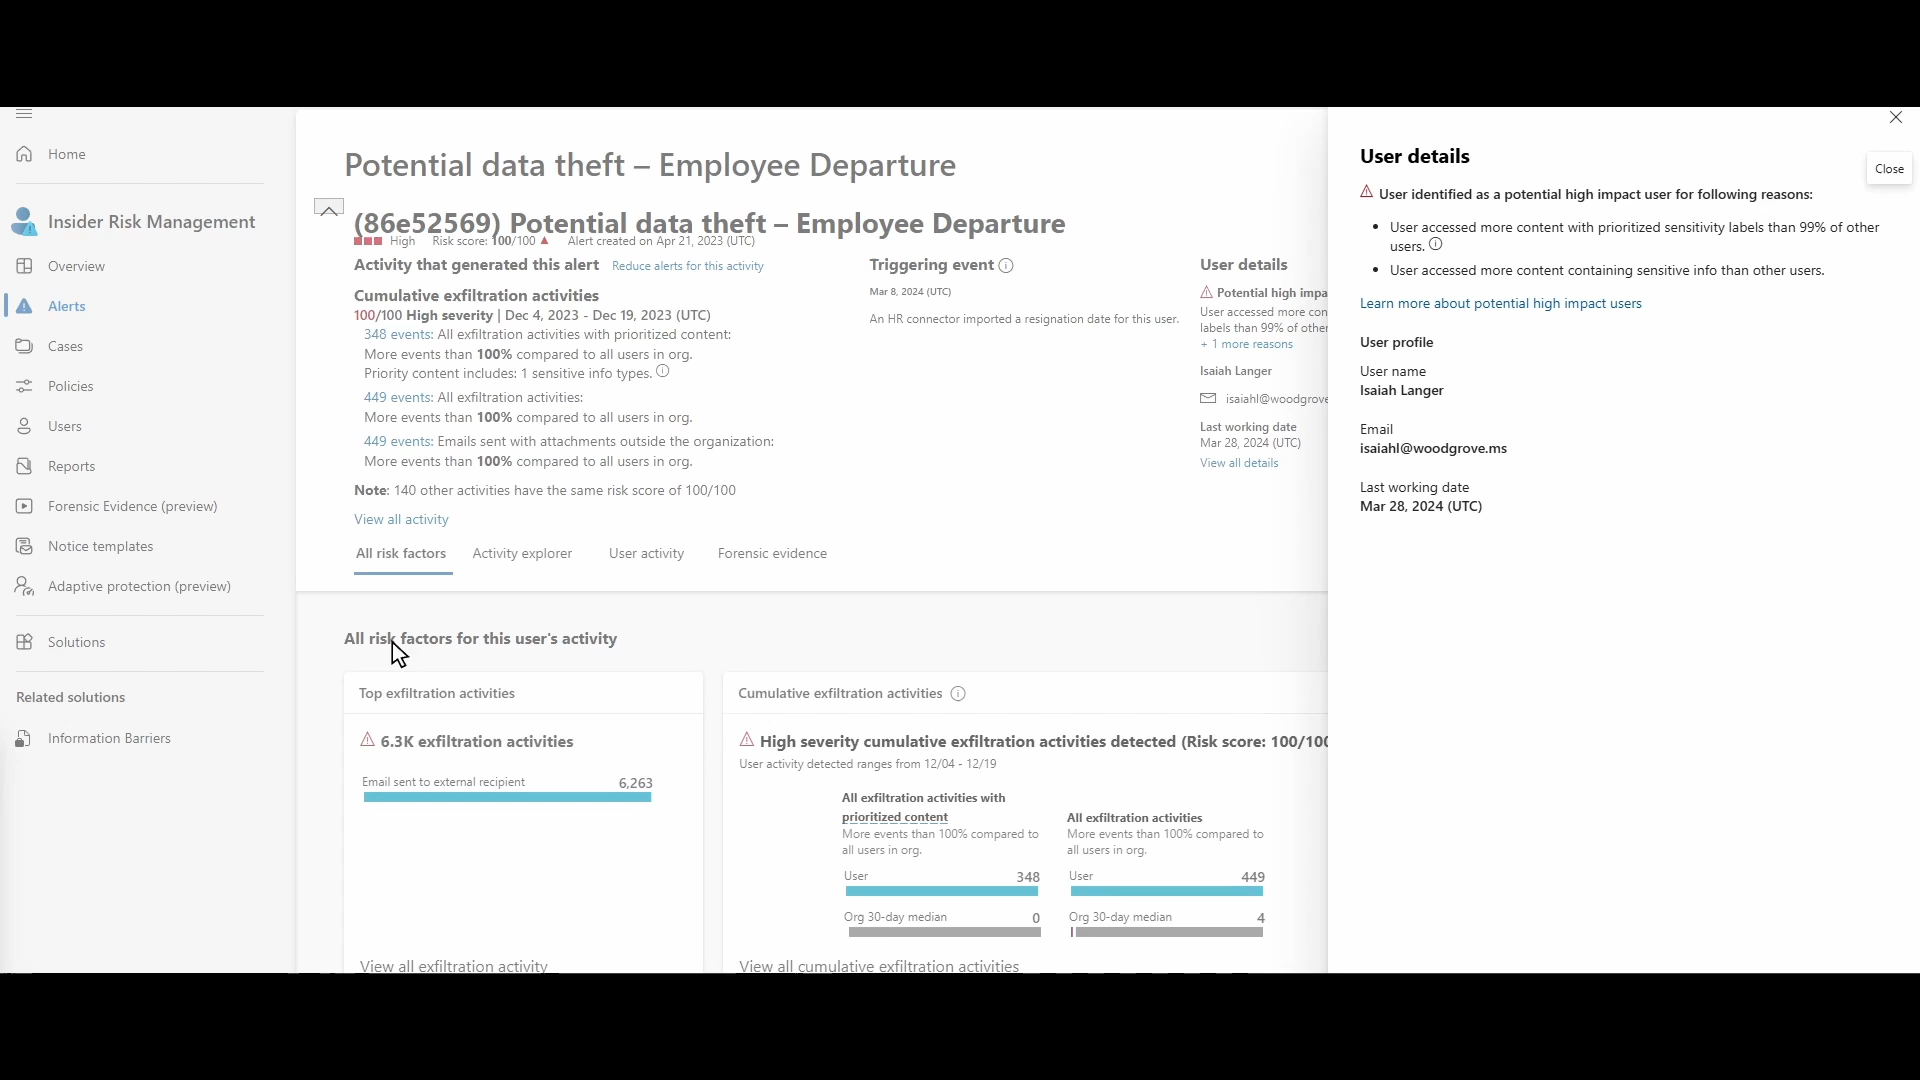 Home
Insider Risk Management
Overview
Alerts
Cases
Policies
Users
Reports
Forensic Evidence (preview)
Notice templates
Adaptive protection (preview)
Solutions
Related solutions
Information Barriers
Potential data theft – Employee Departure
(86e52569) Potential data theft – Employee Departure
High Risk score: 100/100 Alert created on Apr 21, 2023 (UTC)
Activity that generated this alert Reduce alerts for this activity
Cumulative exfiltration activities
100/100 High severity | Dec 4, 2023 - Dec 19, 2023 (UTC)
348 events: All exfiltration activities with prioritized content:
More events than 100% compared to all users in org.
Priority content includes: 1 sensitive info types.
449 events: All exfiltration activities:
More events than 100% compared to all users in org.
449 events: Emails sent with attachments outside the organization:
More events than 100% compared to all users in org.
Note: 140 other activities have the same risk score of 100/100
View all activity
Triggering event
Mar 8, 2024 (UTC)
An HR connector imported a resignation date for this user.
User details
Potential high impa
User accessed more con
labels than 99% of other
+ 1 more reasons
Isaiah Langer
isaiahl@woodgrove
Last working date
Mar 28, 2024 (UTC)
View all details
All risk factors Activity explorer User activity Forensic evidence
All risk factors for this user's activity
Top exfiltration activities
6.3K exfiltration activities
Email sent to external recipient 6,263
View all exfiltration activity
Cumulative exfiltration activities
High severity cumulative exfiltration activities detected (Risk score: 100/100
User activity detected ranges from 12/04 - 12/19
All exfiltration activities with
prioritized content
More events than 100% compared to
all users in org.
User 348
Org 30-day median 0
All exfiltration activities
More events than 100% compared to
all users in org.
User 449
Org 30-day median 4
View all cumulative exfiltration activities
User details
Close
User identified as a potential high impact user for following reasons:
• User accessed more content with prioritized sensitivity labels than 99% of other
users.
• User accessed more content containing sensitive info than other users.
Learn more about potential high impact users
User profile
User name
Isaiah Langer
Email
isaiahl@woodgrove.ms
Last working date
Mar 28, 2024 (UTC)